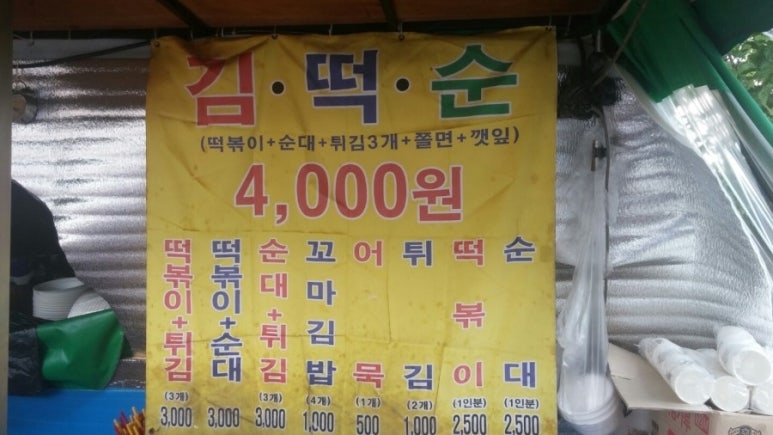 김·떡·순
(떡볶이+순대+튀김3개+쫄면+깻잎)
4,000원
떡볶이+튀김 (3개) 3,000
떡볶이+순대 3,000
순대+튀김 (3개) 3,000
꼬마김밥 (4개) 1,000
어묵 (1개) 500
튀김 (2개) 1,000
떡볶이 (1인분) 2,500
순대 (1인분) 2,500